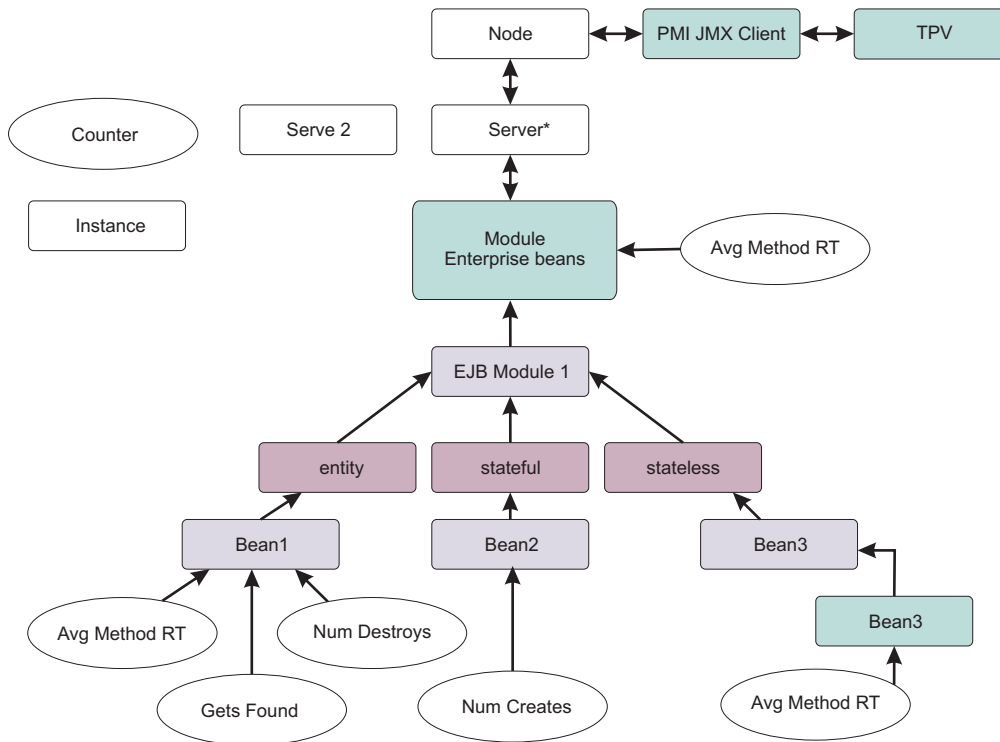 Node
PMI JMX Client
TPV
Counter
Serve 2
Server*
Instance
Module
Enterprise beans
Avg Method RT
EJB Module 1
entity
stateful
stateless
Bean1
Bean2
Bean3
Avg Method RT
Num Destroys
Bean3
Gets Found
Num Creates
Avg Method RT